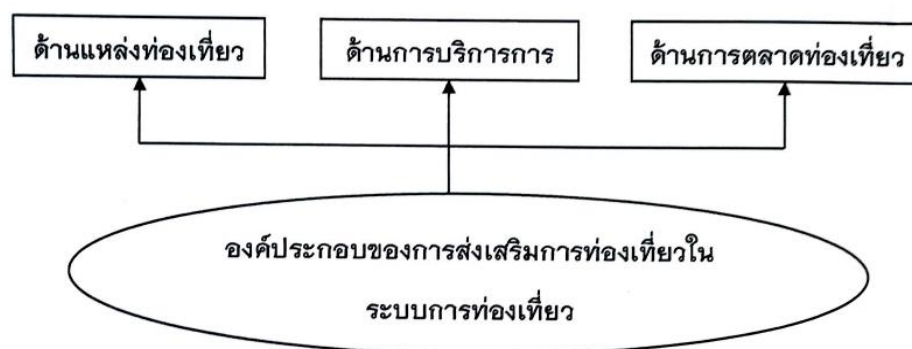 ด้านแหล่งท่องเที่ยว
ด้านการบริการการ
ด้านการตลาดท่องเที่ยว
องค์ประกอบของการส่งเสริมการท่องเที่ยวใน
ระบบการท่องเที่ยว